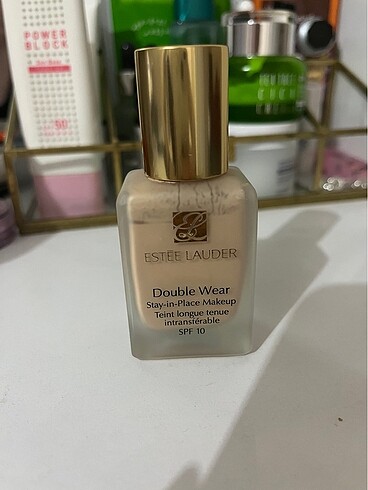 POWER
BLOCK
50
ESTĒE LAUDER
Double Wear
Stay-in-Place Makeup
Teint longue tenue
intransférable
SPF 10